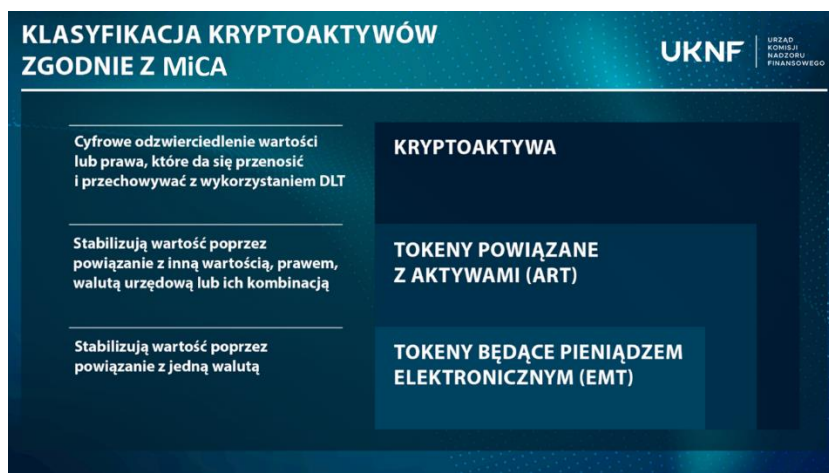 KLASYFIKACJA KRYPTOAKTYWÓW
ZGODNIE Z MiCA
UKNF
URZĄD
KOMISJI
NADZORU
FINANSOWEGO
Cyfrowe odzwierciedlenie wartości
lub prawa, które da się przenosić
i przechowywać z wykorzystaniem DLT
KRYPTOAKTYWA
Stabilizują wartość poprzez
powiązanie z inną wartością, prawem,
walutą urzędową lub ich kombinacją
TOKENY POWIĄZANE
Z AKTYWAMI (ART)
Stabilizują wartość poprzez
powiązanie z jedną walutą
TOKENY BĘDĄCE PIENIĄDZEM
ELEKTRONICZNYM (EMT)